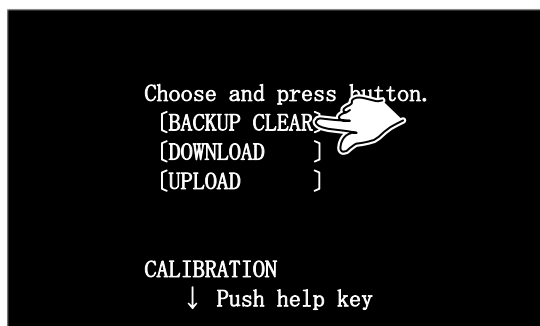 Choose and press button.
〔BACKUP CLEAR〕
〔DOWNLOAD 〕
〔UPLOAD 〕
CALIBRATION
↓ Push help key